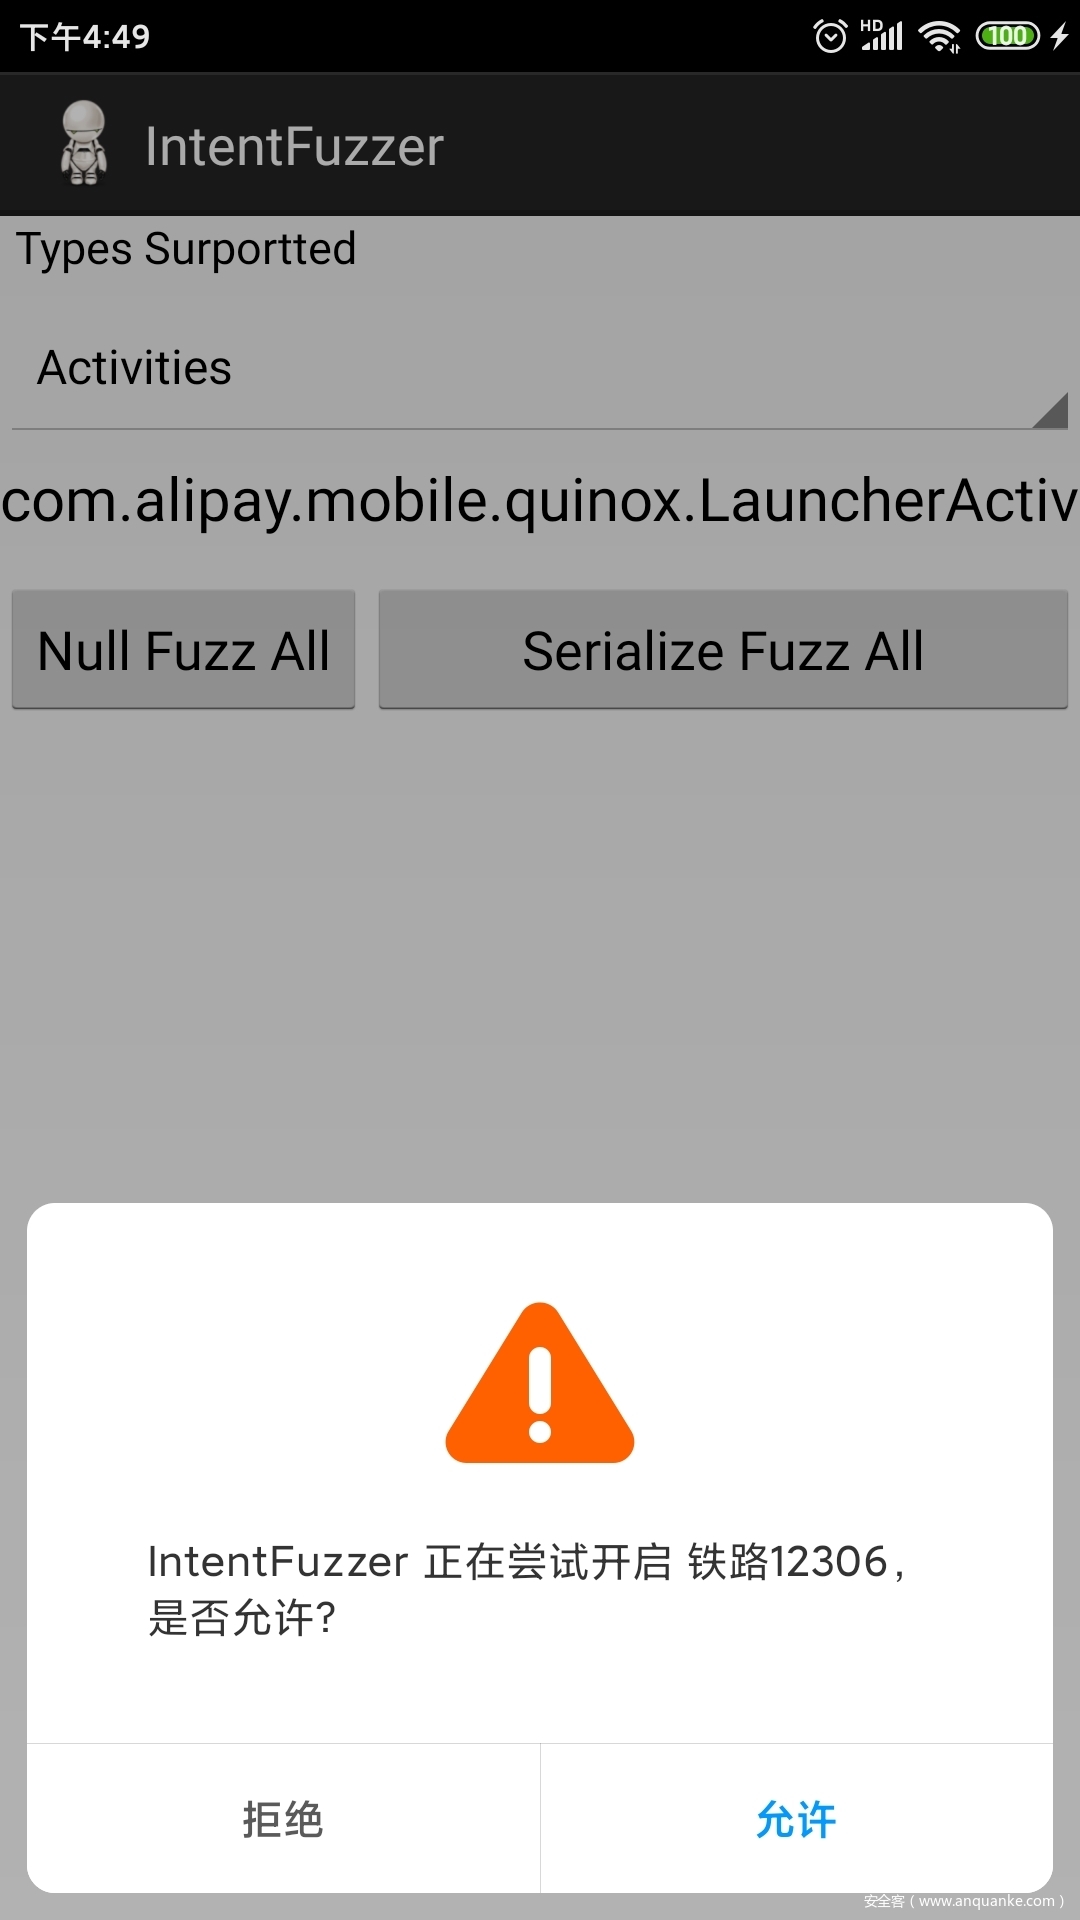 下午4:49
HD
100
IntentFuzzer
Types Surportted
Activities
com.alipay.mobile.quinox.LauncherActiv
Null Fuzz All
Serialize Fuzz All
IntentFuzzer 正在尝试开启 铁路12306，
是否允许?
拒绝
允许
安全客（www.anquanke.com）